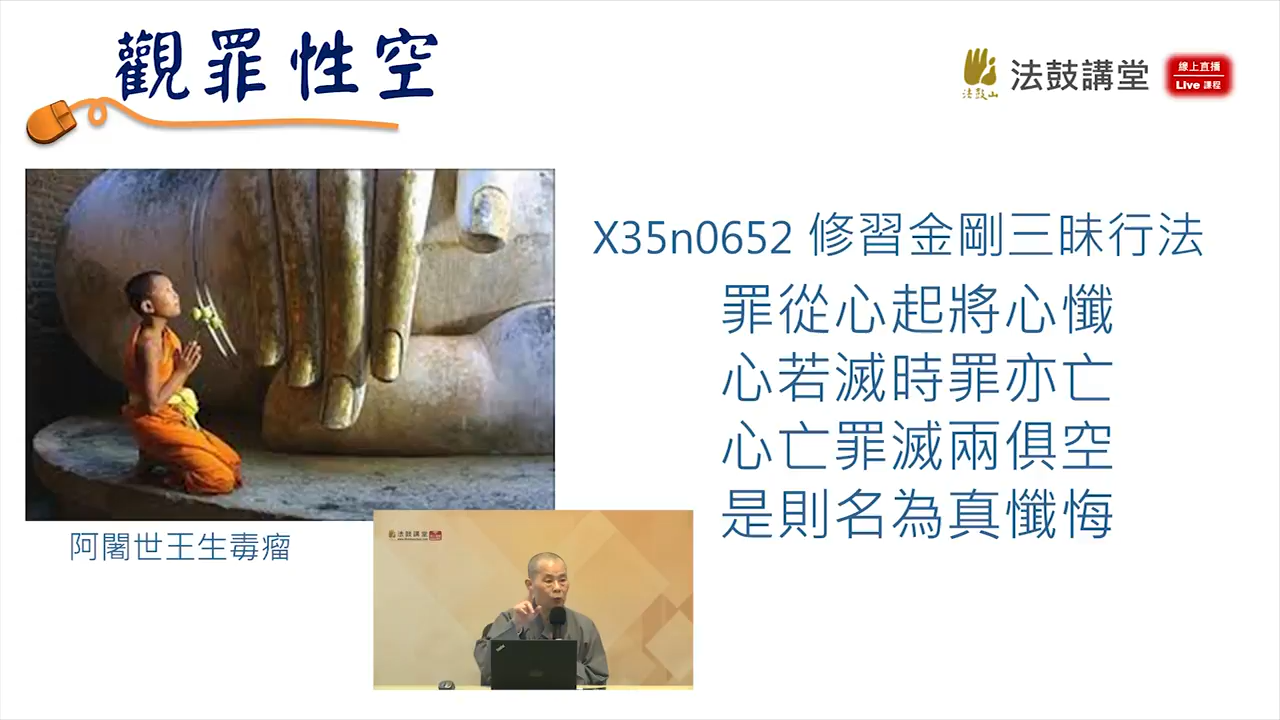 觀罪性空
法鼓山
法鼓講堂
線上直播
Live 課程
X35n0652 修習金剛三昧行法
罪從心起將心懺
心若滅時罪亦亡
心亡罪滅兩俱空
是則名為真懺悔
阿闍世王生毒瘤
法鼓講堂